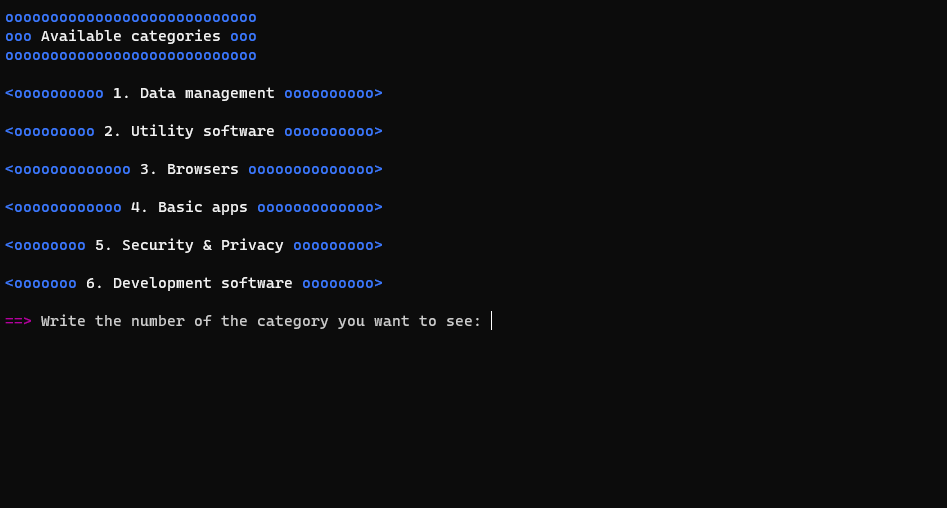 oooooooooooooooooooooooooooo
ooo Available categories ooo
oooooooooooooooooooooooooooo
<oooooooooo 1. Data management oooooooooo>
<ooooooooo 2. Utility software oooooooooo>
<ooooooooooooo 3. Browsers oooooooooooooo>
<oooooooooooo 4. Basic apps ooooooooooooo>
<oooooooo 5. Security & Privacy ooooooooo>
<ooooooo 6. Development software oooooooo>
==> Write the number of the category you want to see: